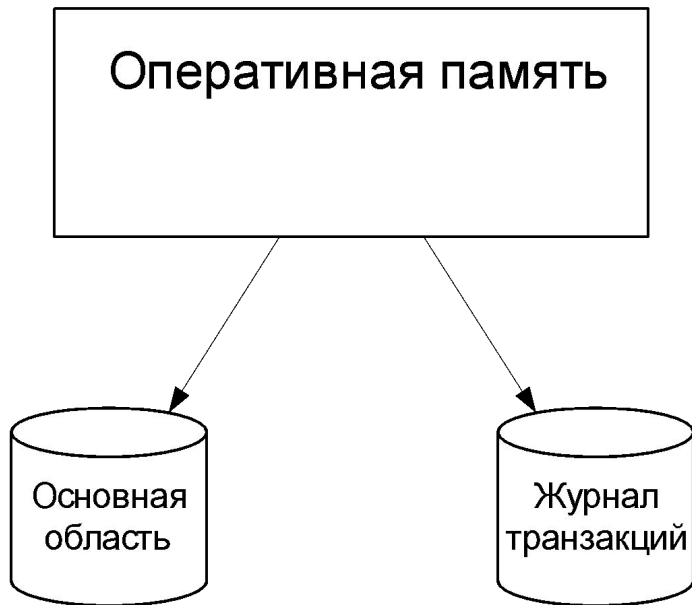 Оперативная память
Основная
область
Журнал
транзакций